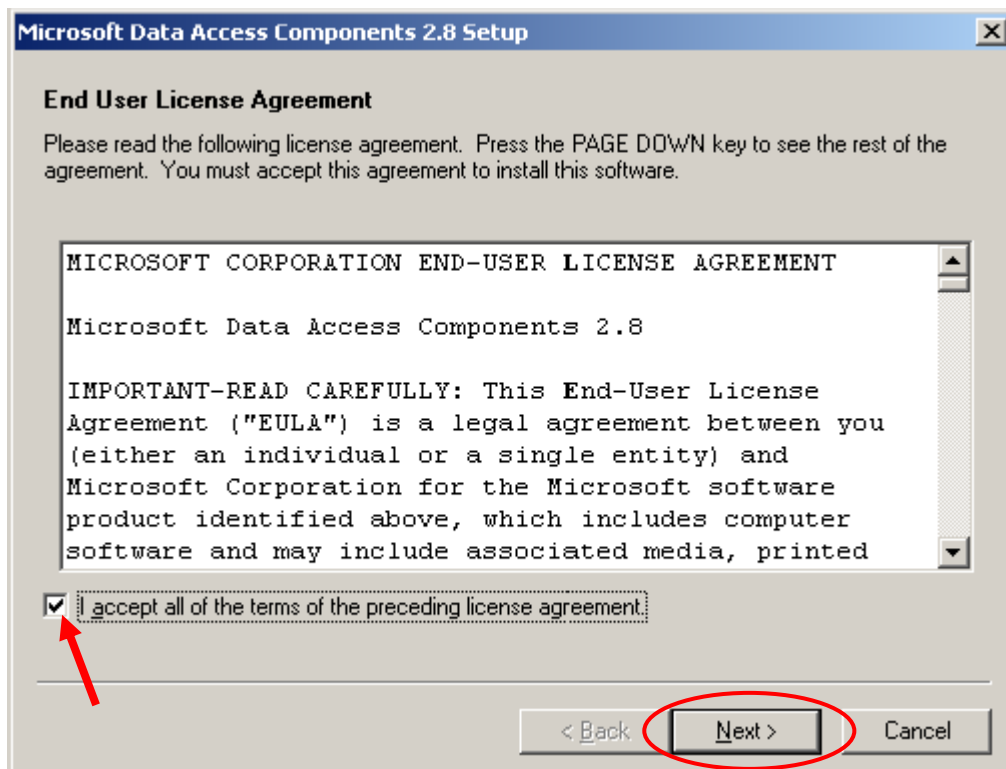 Microsoft Data Access Components 2.8 Setup
End User License Agreement
Please read the following license agreement. Press the PAGE DOWN key to see the rest of the
agreement. You must accept this agreement to install this software.
MICROSOFT CORPORATION END-USER LICENSE AGREEMENT
Microsoft Data Access Components 2.8
IMPORTANT-READ CAREFULLY: This End-User License
Agreement ("EULA") is a legal agreement between you
(either an individual or a single entity) and
Microsoft Corporation for the Microsoft software
product identified above, which includes computer
software and may include associated media, printed
I accept all of the terms of the preceding license agreement.
< Back Next > Cancel